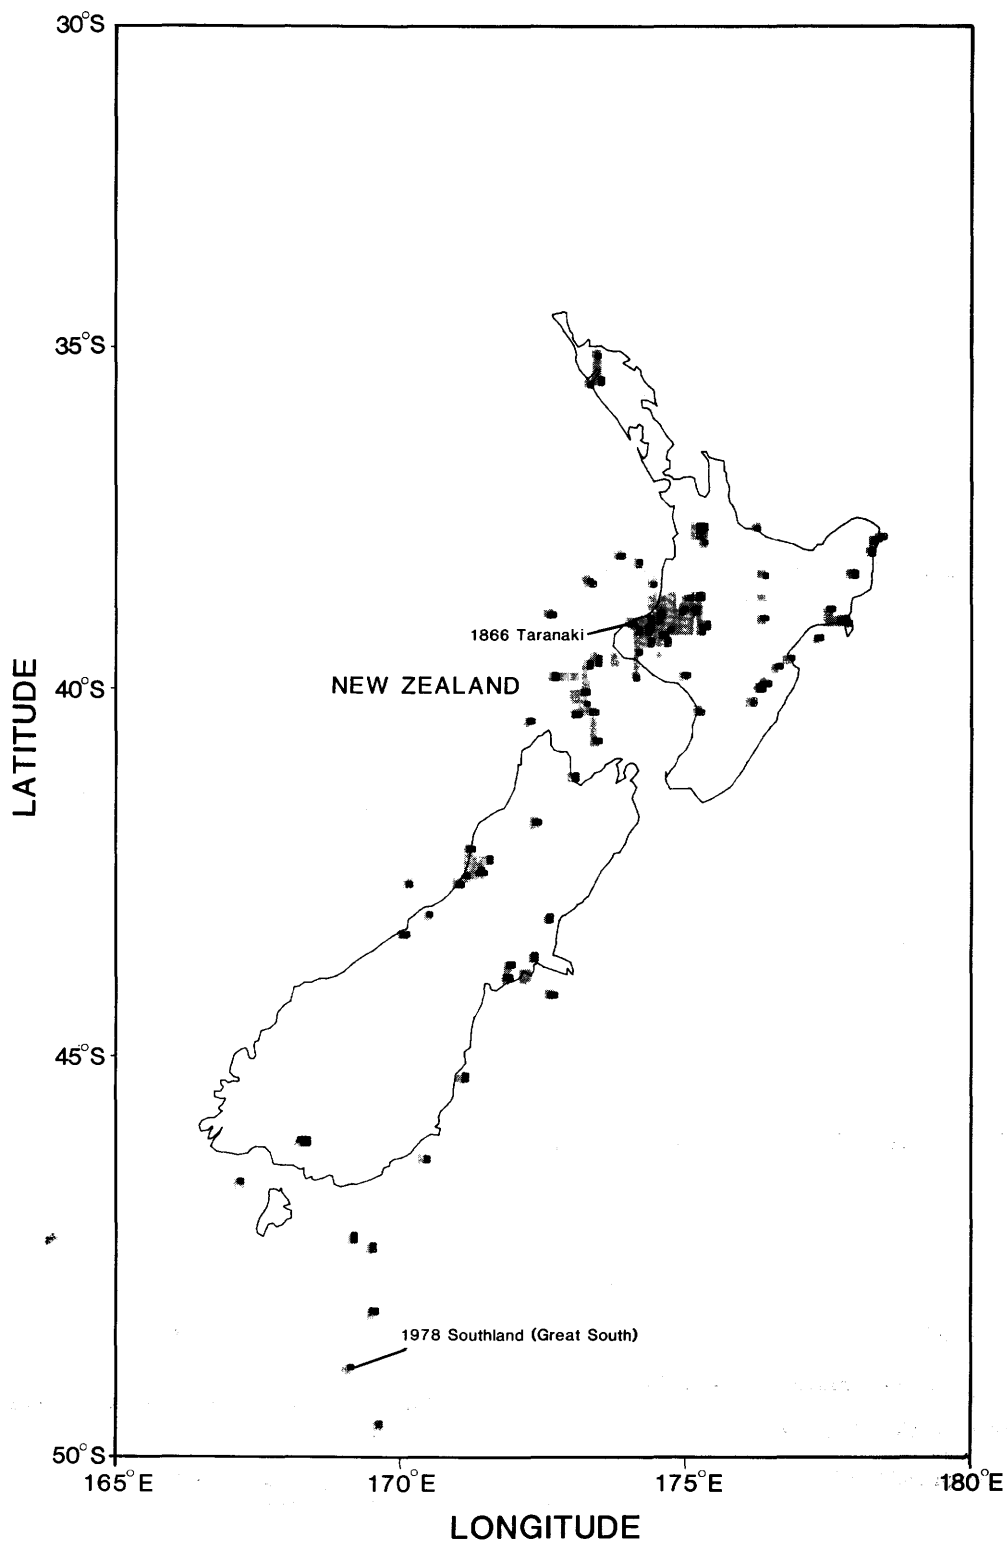 30°S
35°S
1866 Taranaki
NEW ZEALAND
40°S
LATITUDE
45°S
1978 Southland (Great South)
50°S
165°E 170°E 175°E 180°E
LONGITUDE